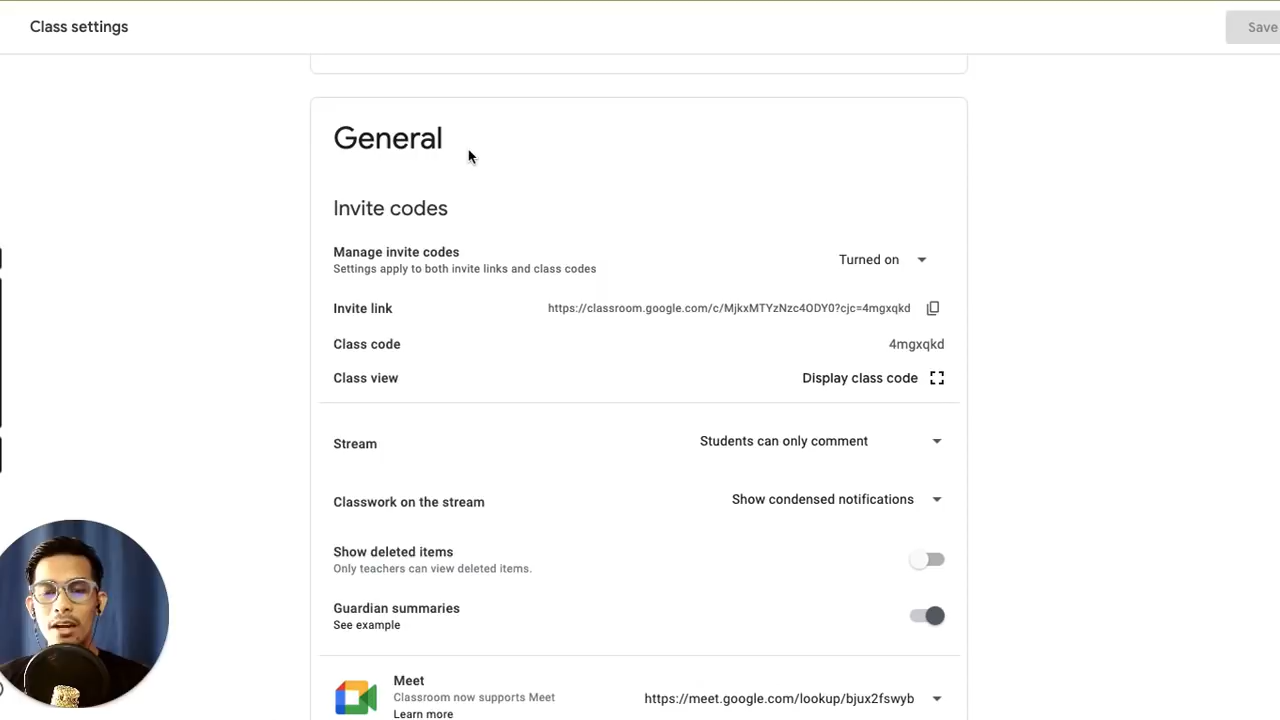 Class settings
Save
General
Invite codes
Manage invite codes
Turned on
Settings apply to both invite links and class codes
Invite link
https://classroom.google.com/c/MjkxMTYzNzc4ODY0?cjc=4mgxqkd
Class code
4mgxqkd
Class view
Display class code
Stream
Students can only comment
Classwork on the stream
Show condensed notifications
Show deleted items
Only teachers can view deleted items.
Guardian summaries
See example
Meet
Classroom now supports Meet
https://meet.google.com/lookup/bjux2fswyb
Learn more